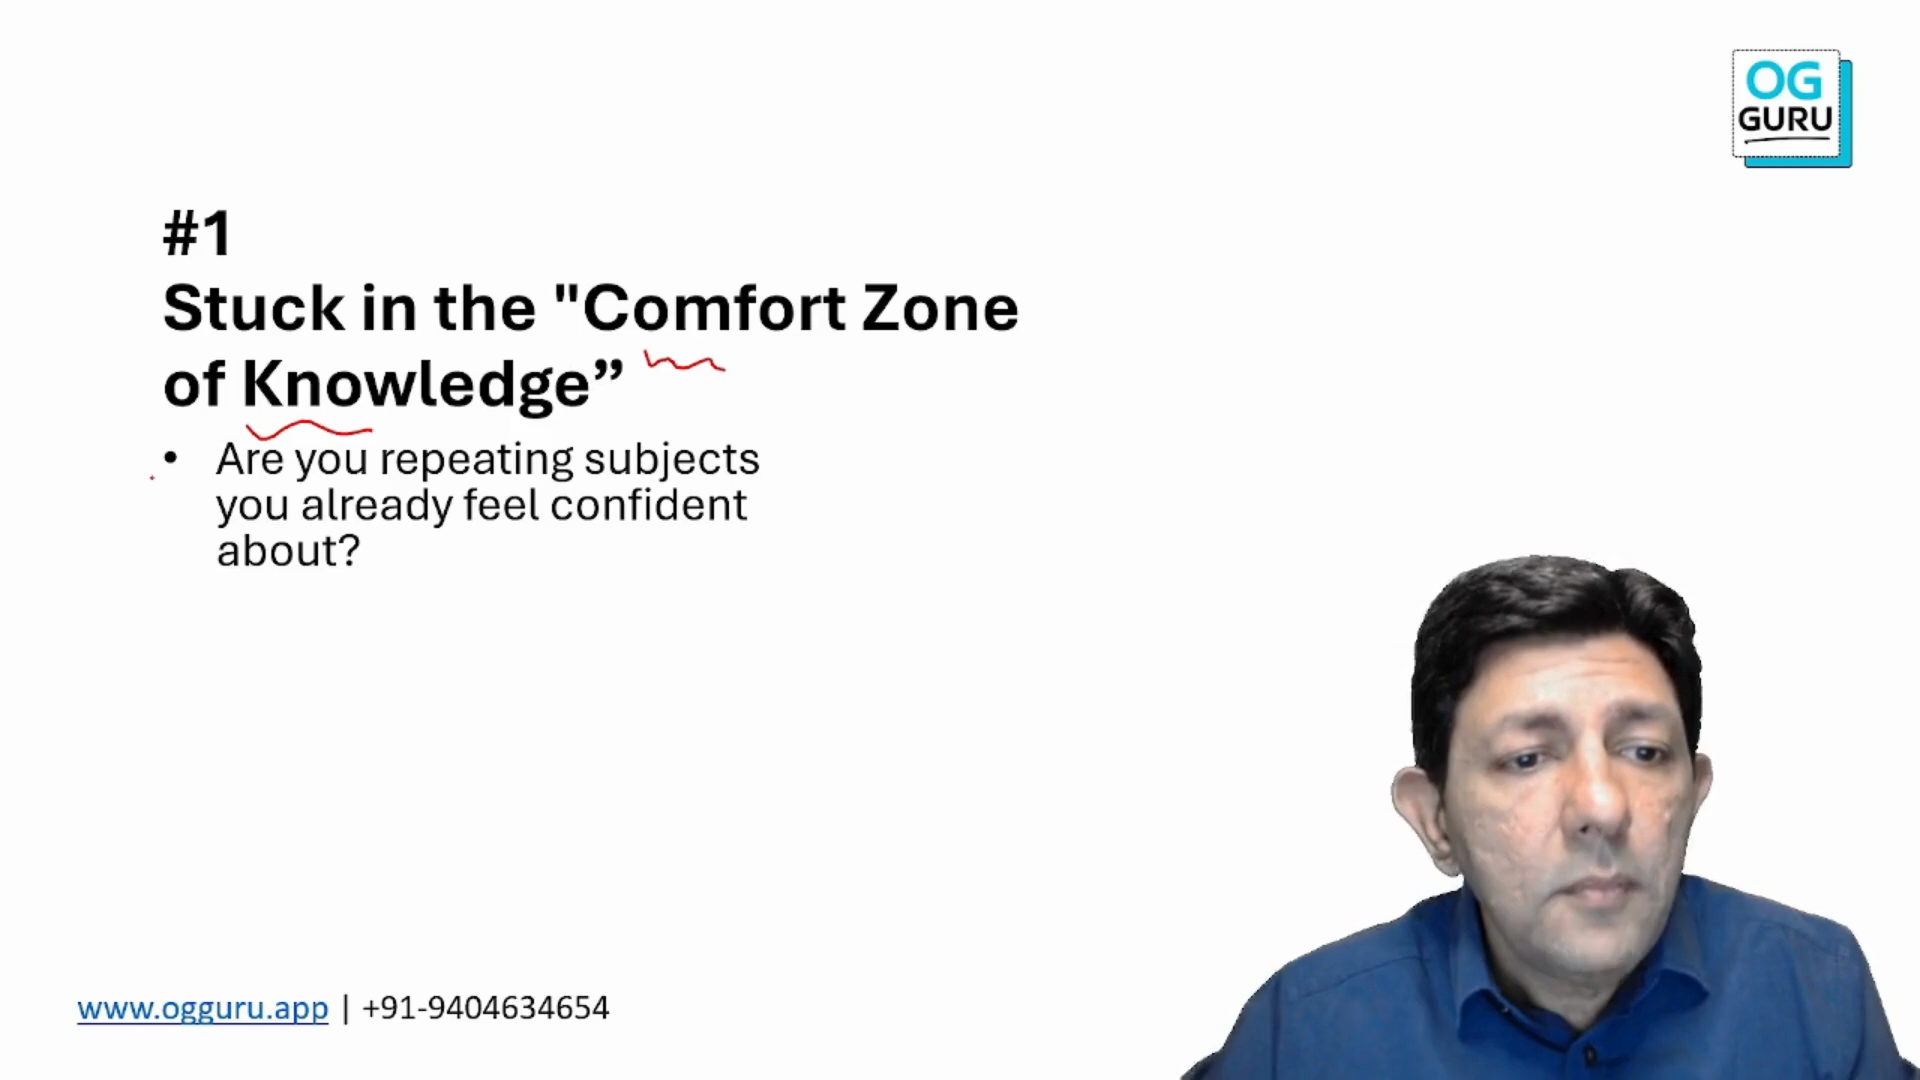 OG
GURU
#1
Stuck in the "Comfort Zone
of Knowledge”
• Are you repeating subjects
you already feel confident
about?
www.ogguru.app | +91-9404634654